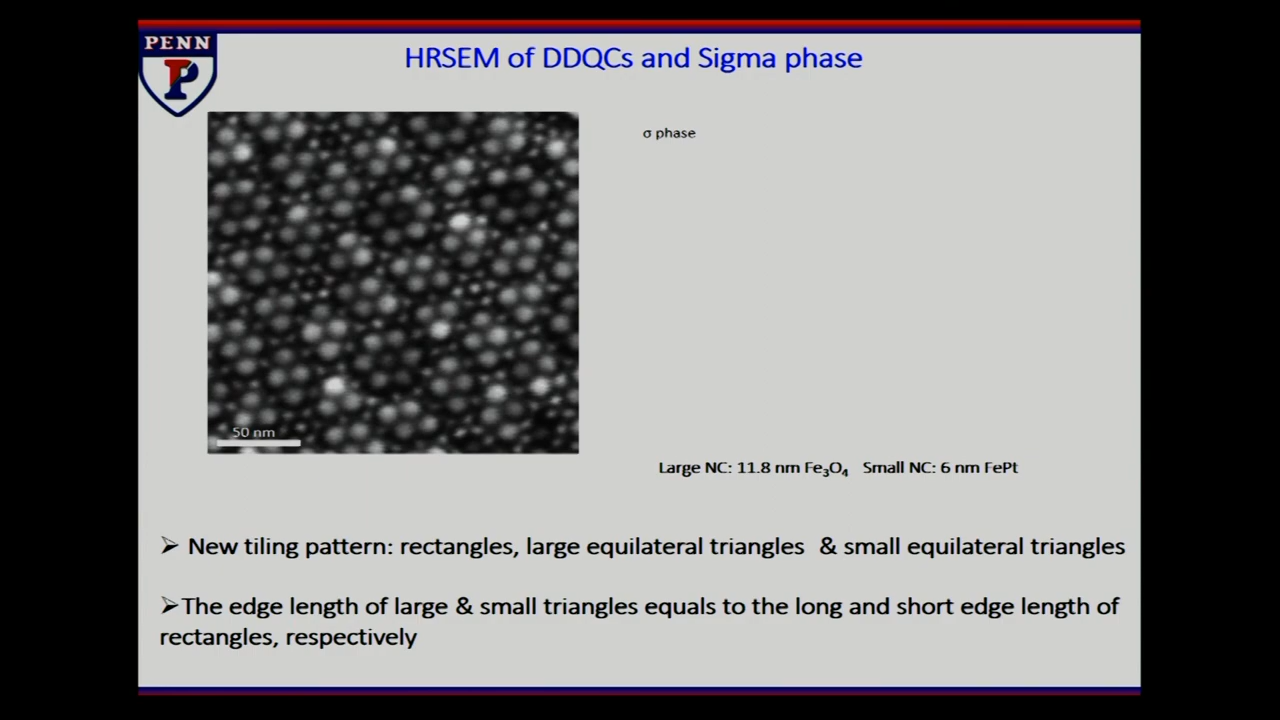 PENN
P
HRSEM of DDQCs and Sigma phase
σ phase
50 nm
Large NC: 11.8 nm Fe₃O₄ Small NC: 6 nm FePt
➢ New tiling pattern: rectangles, large equilateral triangles & small equilateral triangles
➢The edge length of large & small triangles equals to the long and short edge length of
rectangles, respectively